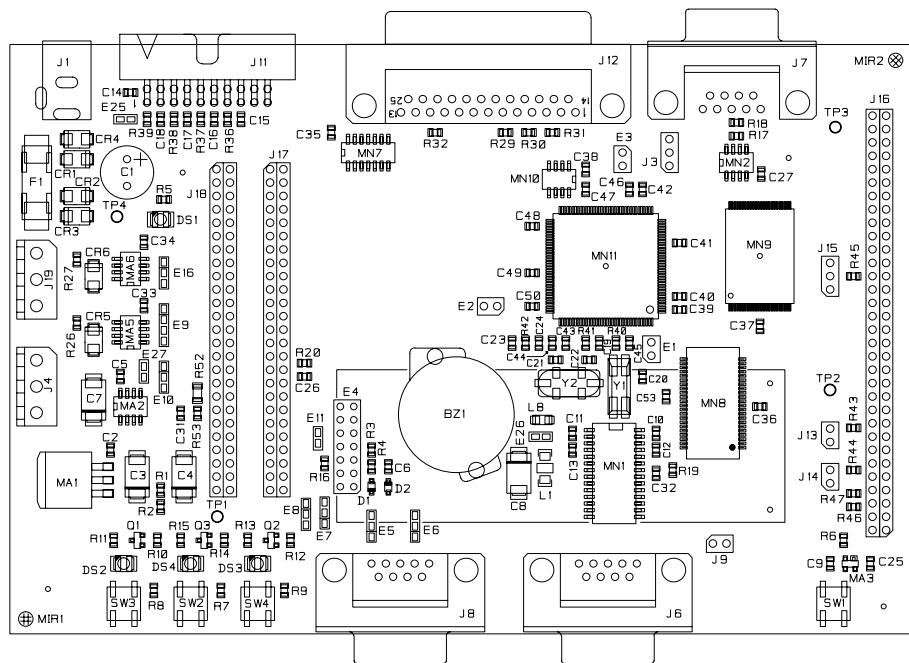 J1
J11
J12
J7
MIR2
C14
E25
1
R39
C18
R38
C17
R37
C16
R36
C15
25
13
14
1
C35
MN7
R32
R29
R30
R31
R18
R17
MN2
C27
TP3
J16
E3
J3
C38
MN10
C46
C42
C47
CR4
CR1
CR2
CR3
F1
C1
TP4
R5
DS1
J18
J17
C34
C48
C49
C50
MN11
C41
C40
C39
MN9
J15
R45
C37
J19
R27
CR6
MA6
E16
C33
R26
CR5
MA5
E9
E27
E10
E2
R42
C24
C43
R41
C19
R40
C45
E1
C23
C44
C21
C22
J4
C7
C5
MA2
R52
R53
C31
R20
C26
E4
E11
BZ1
Y2
Y1
C20
C53
MN8
C36
TP2
R43
J13
R44
J14
R47
R46
L8
E26
C11
C13
MN1
C10
C12
C32
R19
R3
R4
C6
R16
D1
D2
C8
L1
C2
MA1
C3
C4
R1
R2
TP1
E8
E7
E5
E6
Q1
Q3
Q2
R11
R10
R15
R14
R13
R12
DS2
DS4
DS3
SW3
R8
SW2
R7
SW4
R9
MIR1
J8
J6
J9
R6
C9
MA3
C25
SW1